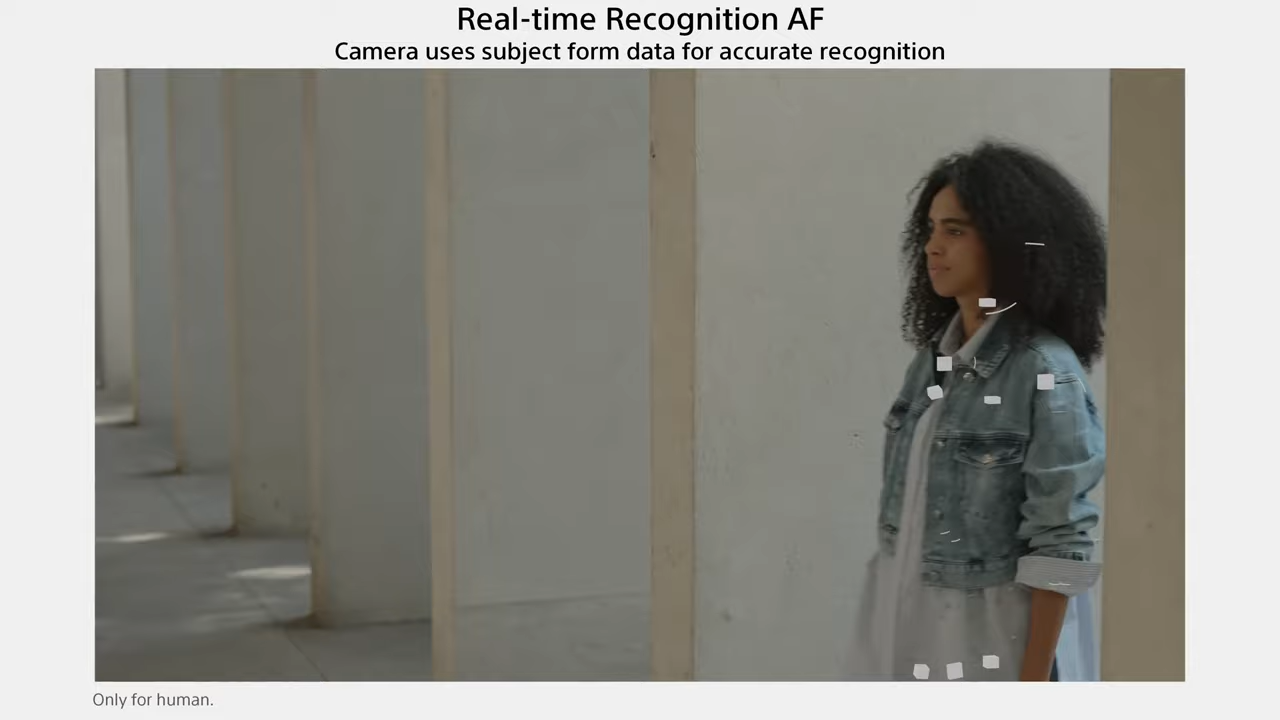 Real-time Recognition AF
Camera uses subject form data for accurate recognition
Only for human.